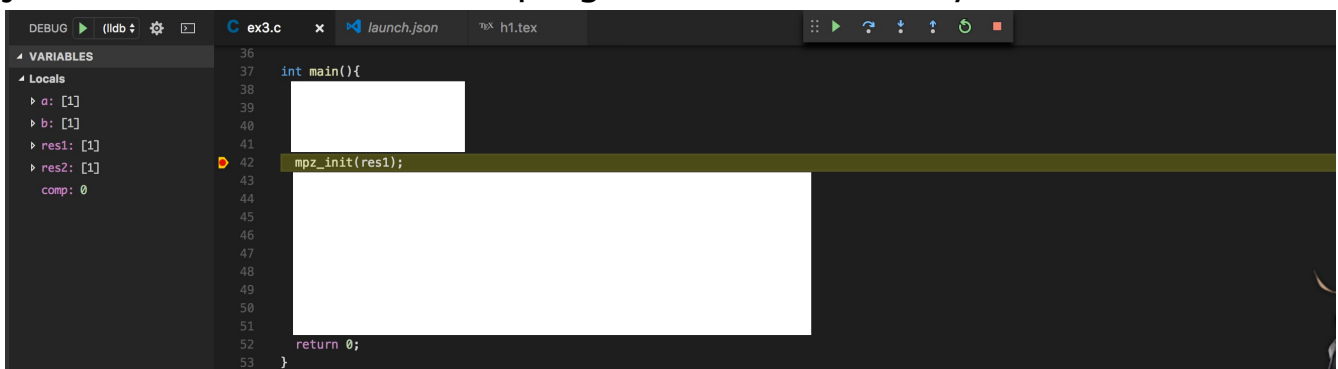 DEBUG (lldb ex3.c x launch.json TEX h1.tex
VARIABLES
Locals
a: [1]
b: [1]
res1: [1]
res2: [1]
comp: 0
36
37 int main(){
38
39
40
41
42 mpz_init(res1);
43
44
45
46
47
48
49
50
51
52 return 0;
53 }